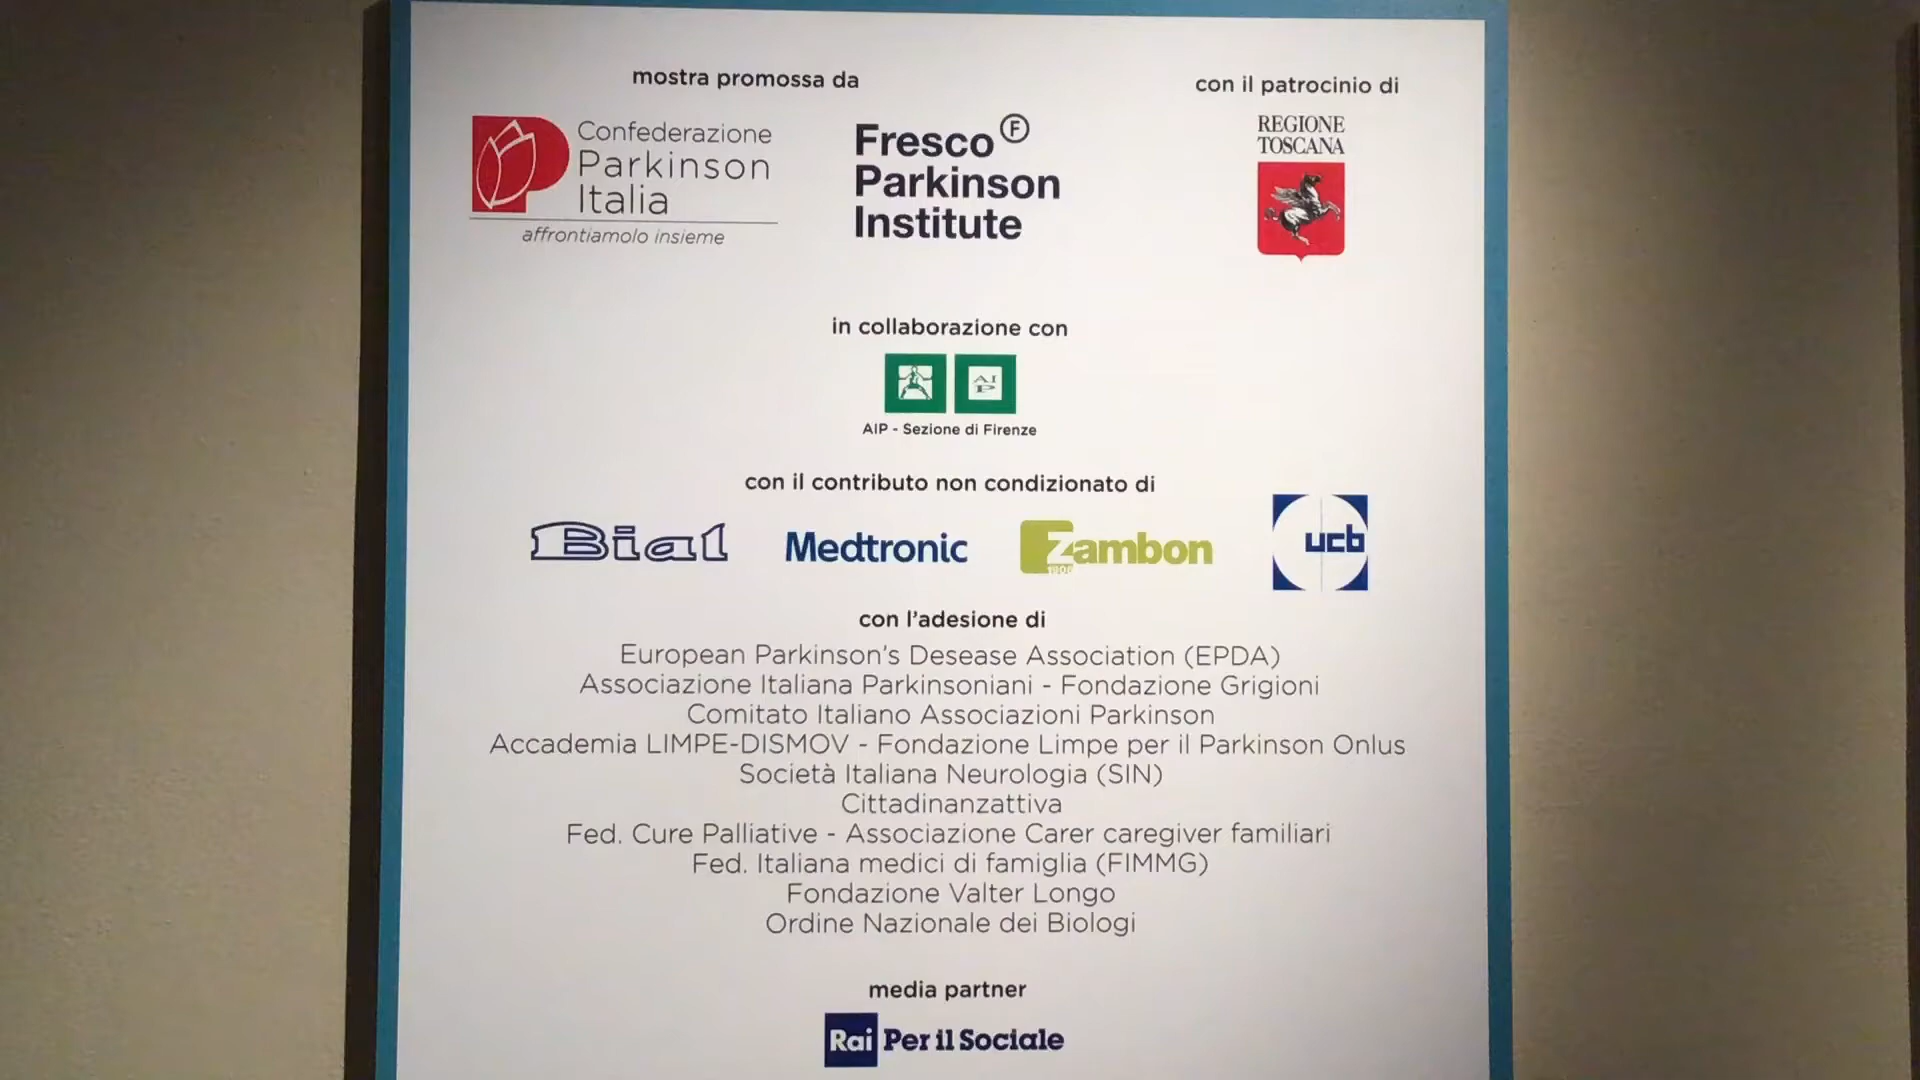 mostra promossa da
Confederazione
Parkinson
Italia
affrontiamolo insieme
Fresco F
Parkinson
Institute
con il patrocinio di
REGIONE
TOSCANA
in collaborazione con
AI
P
AIP - Sezione di Firenze
con il contributo non condizionato di
Bial
Medtronic
Zambon
1906
ucb
con l'adesione di
European Parkinson's Desease Association (EPDA)
Associazione Italiana Parkinsoniani - Fondazione Grigioni
Comitato Italiano Associazioni Parkinson
Accademia LIMPE-DISMOV - Fondazione Limpe per il Parkinson Onlus
Società Italiana Neurologia (SIN)
Cittadinanzattiva
Fed. Cure Palliative - Associazione Carer caregiver familiari
Fed. Italiana medici di famiglia (FIMMG)
Fondazione Valter Longo
Ordine Nazionale dei Biologi
media partner
Rai Per il Sociale